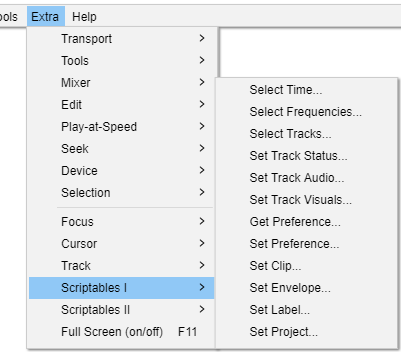 ools Extra Help
Transport
Tools
Mixer
Edit
Play-at-Speed
Seek
Device
Selection
Focus
Cursor
Track
Scriptables I
Scriptables II
Full Screen (on/off) F11
Select Time...
Select Frequencies...
Select Tracks...
Set Track Status...
Set Track Audio...
Set Track Visuals...
Get Preference...
Set Preference...
Set Clip...
Set Envelope...
Set Label...
Set Project...